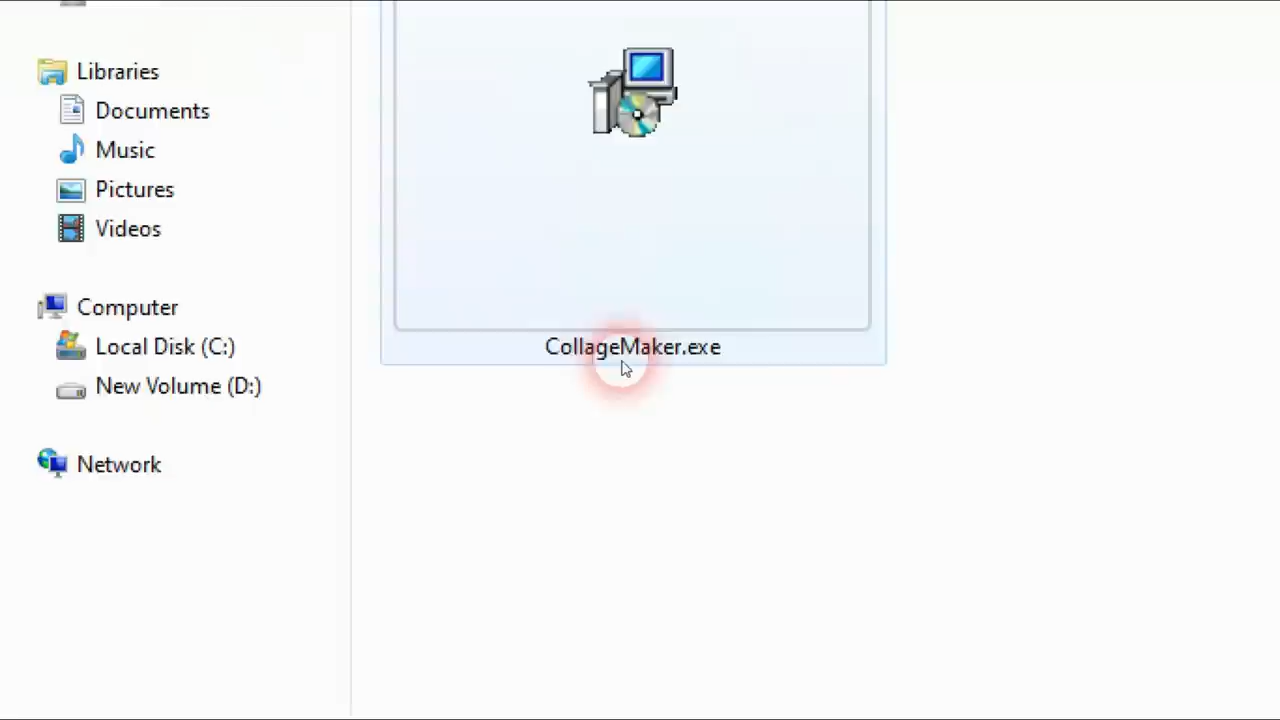 Libraries
Documents
Music
Pictures
Videos
Computer
Local Disk (C:)
New Volume (D:)
Network
CollageMaker.exe